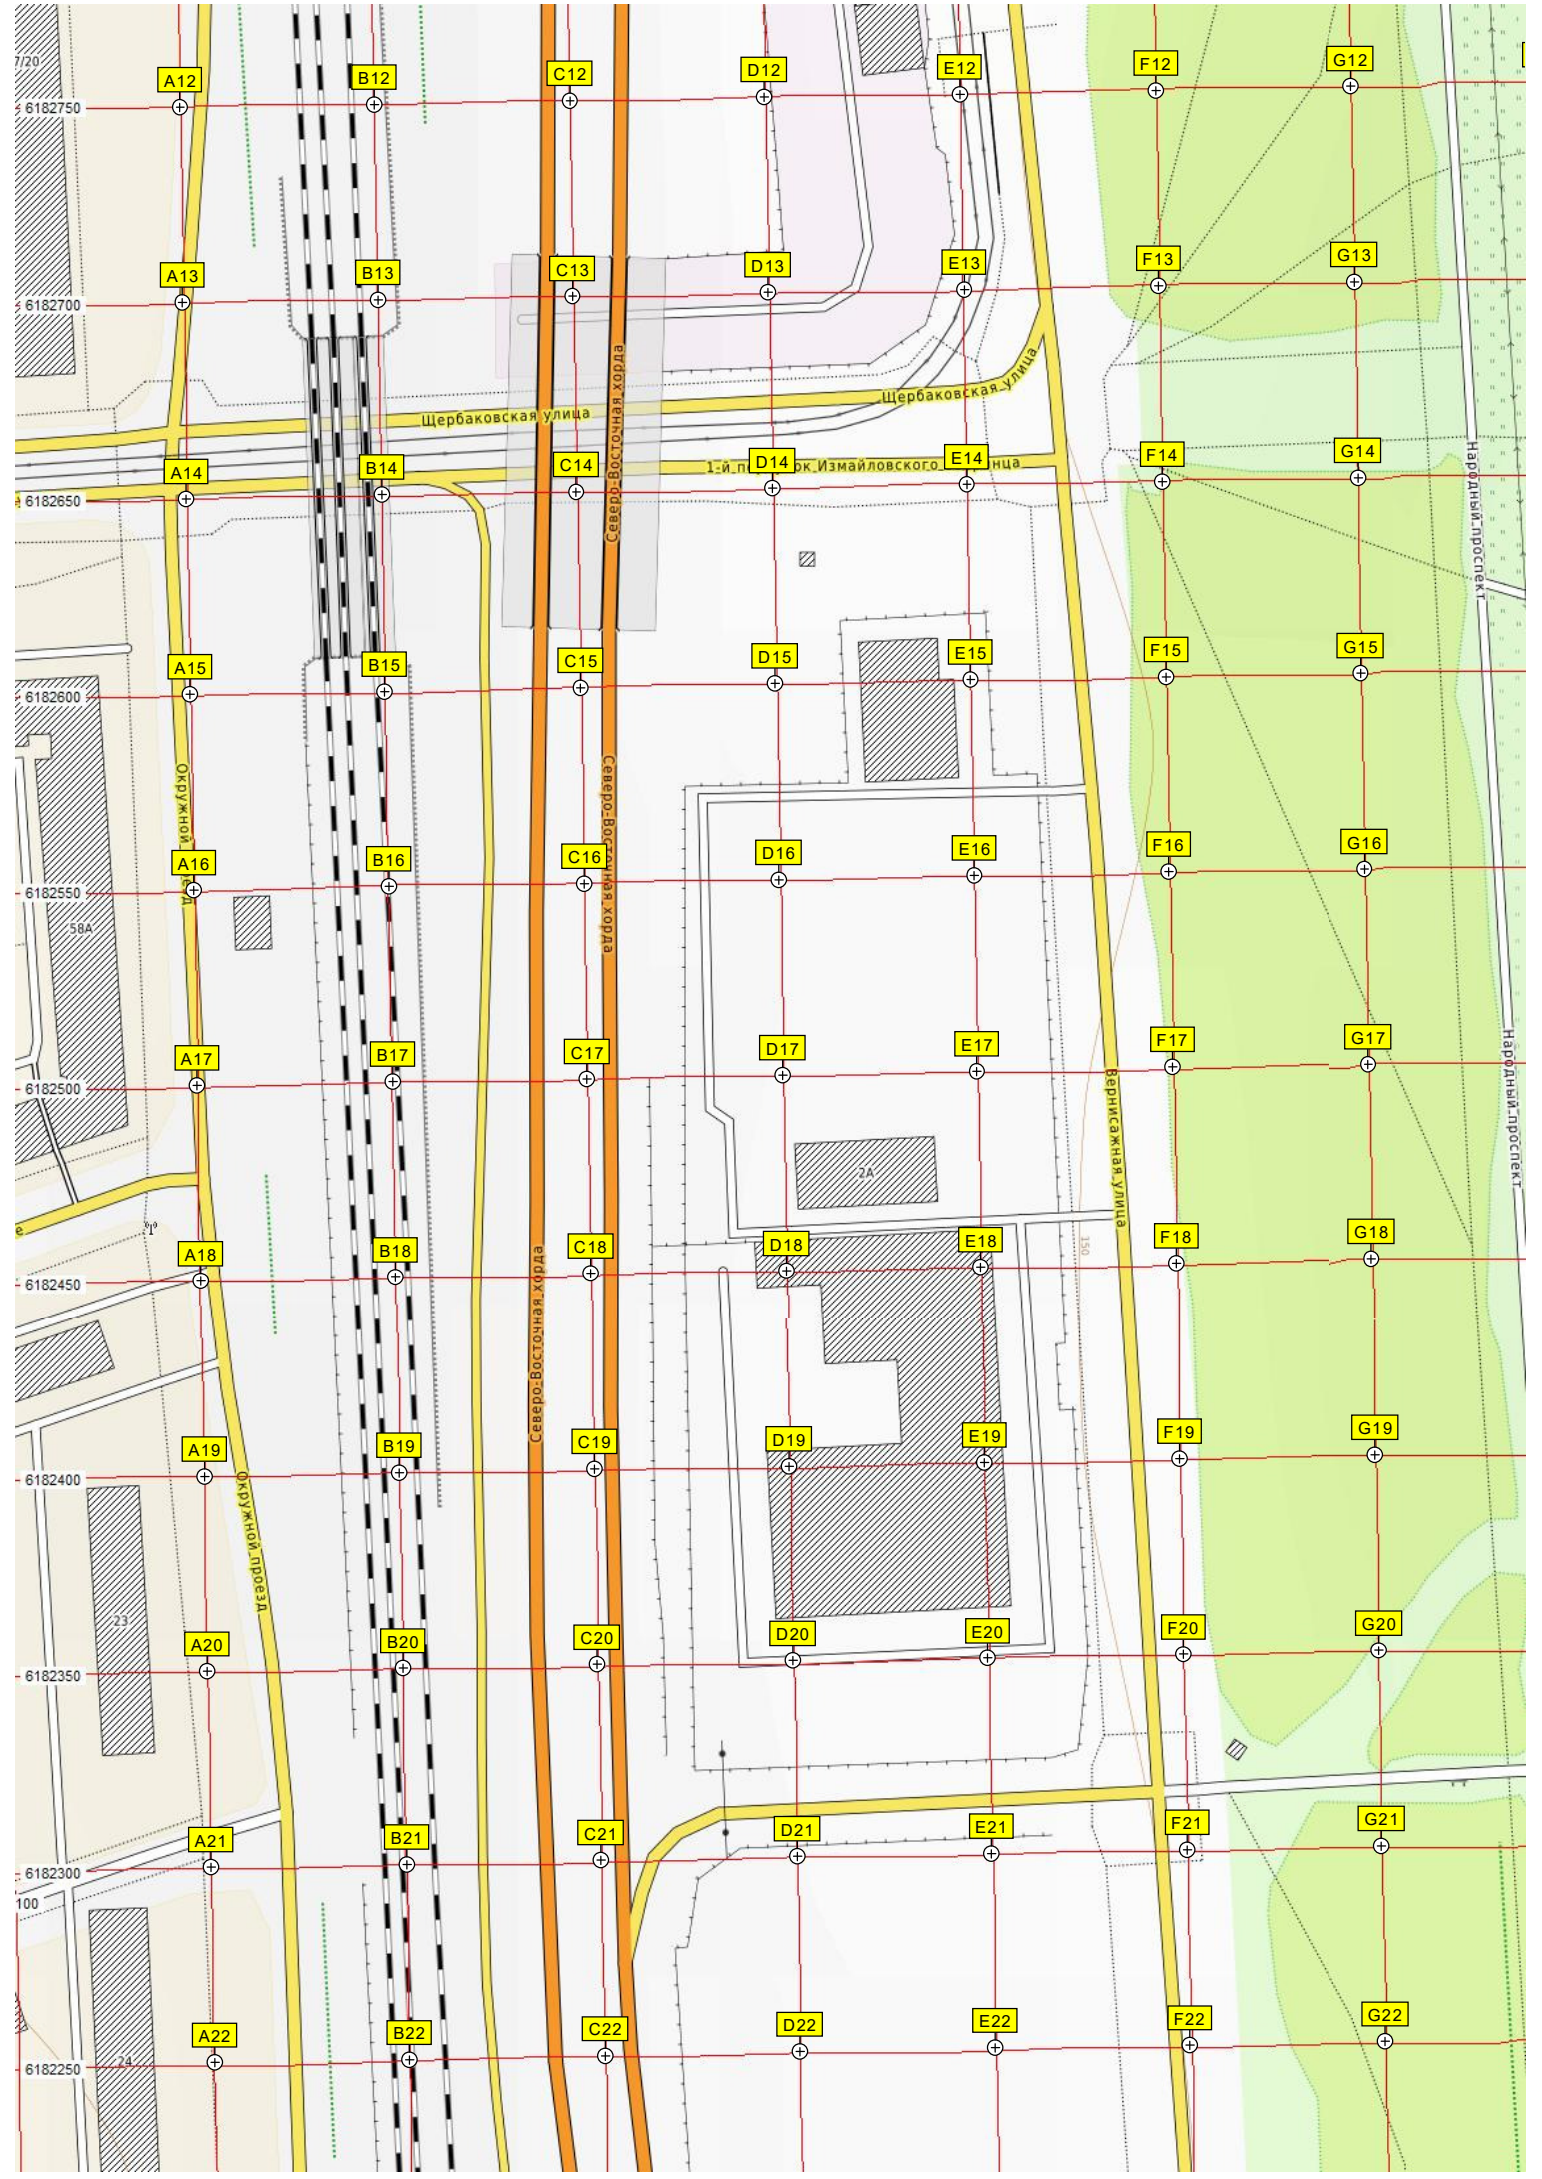 7/20
A12 B12 C12 D12 E12 F12 G12
6182750
A13 B13 C13 D13 E13 F13 G13
6182700
Северо-Восточная хорда
Щербаковская улица
Щербаковская улица
A14 B14 C14 D14 E14 F14 G14
Народный проспект
6182650
A15 B15 C15 D15 E15 F15 G15
6182600
Северо-Восточная хорда
Окружной
A16 B16 C16 D16 E16 F16 G16
6182550
58А
A17 B17 C17 D17 E17 F17 G17
6182500
Народный проспект
Вернисажная улица
2А
е
A18 B18 C18 D18 E18 F18 G18
150
6182450
Северо-Восточная хорда
A19 B19 C19 D19 E19 F19 G19
6182400
Окружной проезд
23
A20 B20 C20 D20 E20 F20 G20
6182350
A21 B21 C21 D21 E21 F21 G21
6182300
100
A22 B22 C22 D22 E22 F22 G22
24
6182250